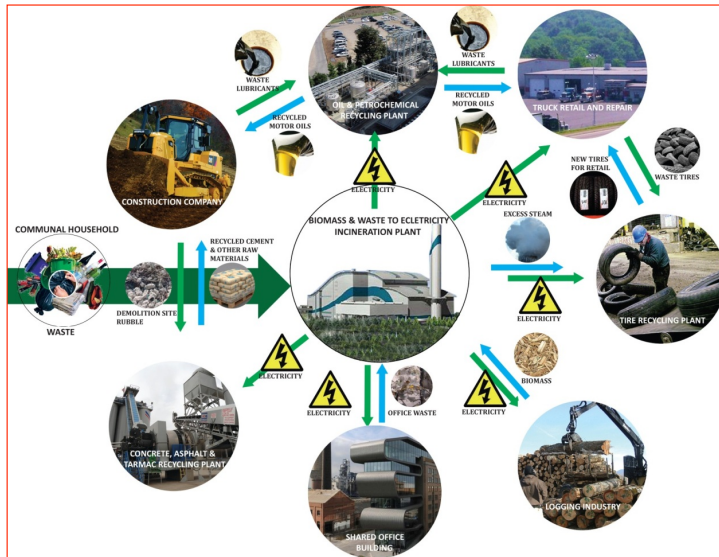 WASTE
LUBRICANTS
RECYCLED
MOTOR OILS
OIL & PETROCHEMICAL
RECYCLING PLANT
WASTE
LUBRICANTS
RECYCLED
MOTOR OILS
TRUCK RETAIL AND REPAIR
CONSTRUCTION COMPANY
ELECTRICITY
ELECTRICITY
NEW TIRES
FOR RETAIL
WASTE TIRES
BIOMASS & WASTE TO ECLETRICITY
INCINERATION PLANT
EXCESS STEAM
COMMUNAL HOUSEHOLD
WASTE
RECYCLED CEMENT
& OTHER RAW
MATERIALS
DEMOLITION SITE
RUBBLE
ELECTRICITY
TIRE RECYCLING PLANT
ELECTRICITY
CONCRETE, ASPHALT &
TARMAC RECYCLING PLANT
ELECTRICITY
OFFICE WASTE
ELECTRICITY
BIOMASS
SHARED OFFICE
BUILDING
LOGGING INDUSTRY